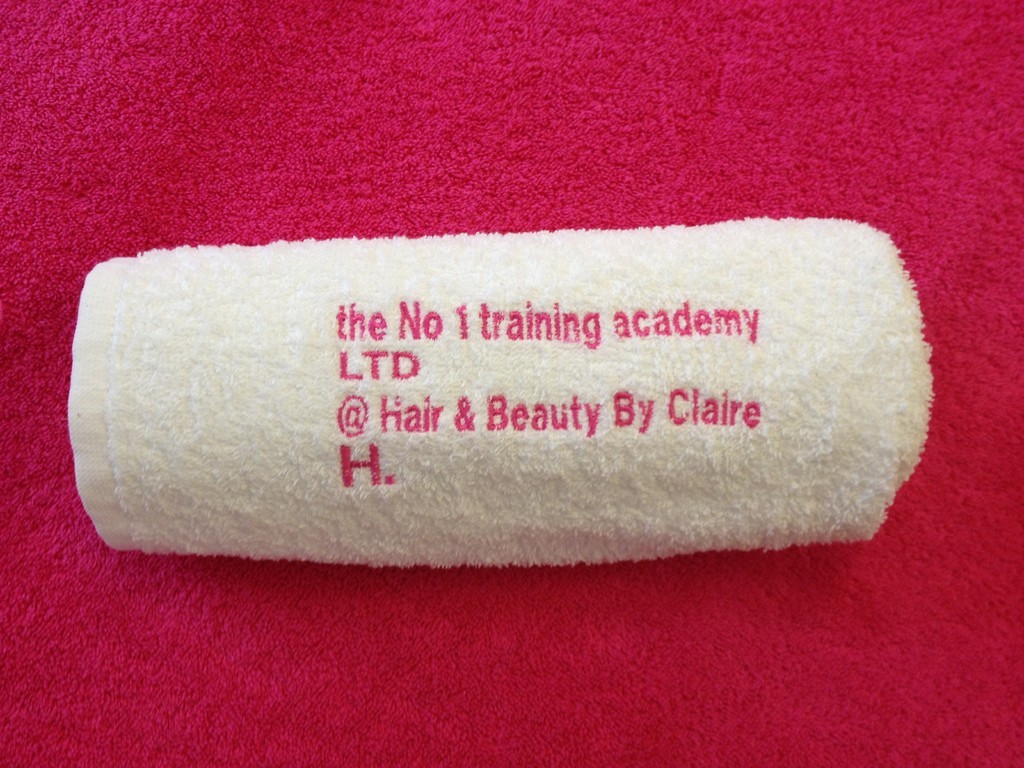 the No 1 training academy
LTD
@ Hair & Beauty By Claire
H.